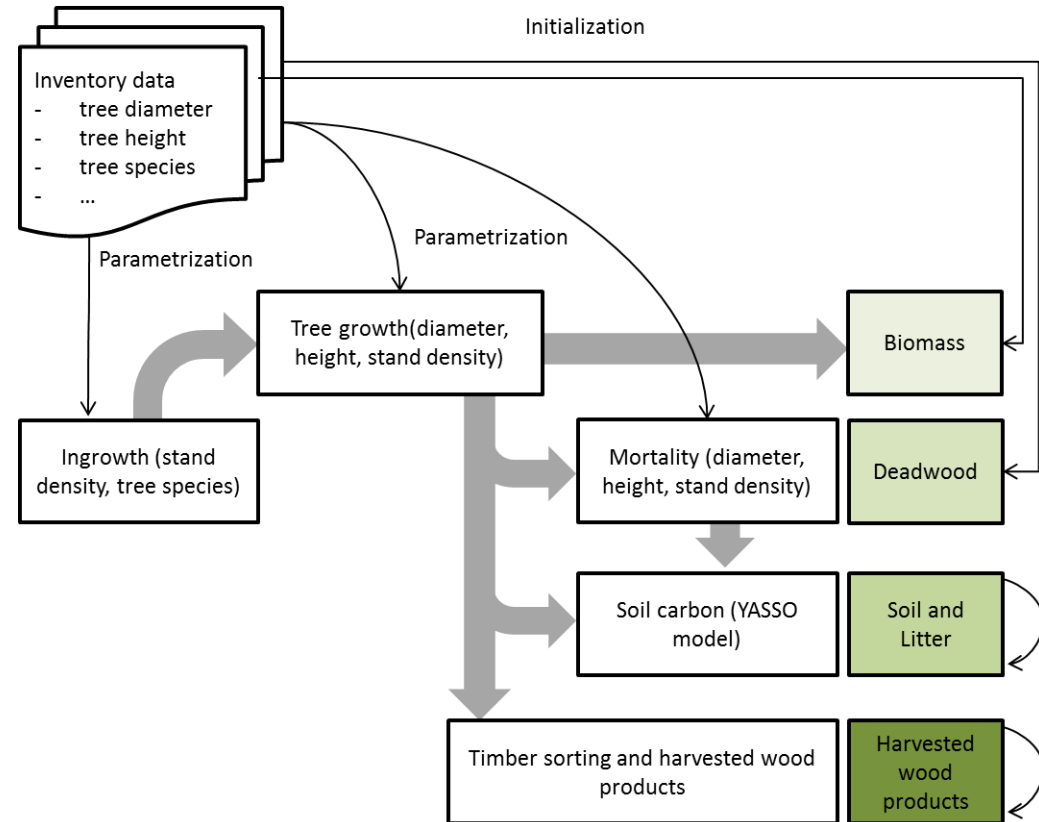 Initialization
Inventory data
- tree diameter
- tree height
- tree species
- ...
Parametrization
Parametrization
Tree growth(diameter,
height, stand density)
Biomass
Ingrowth (stand
density, tree species)
Mortality (diameter,
height, stand density)
Deadwood
Soil carbon (YASSO
model)
Soil and
Litter
Timber sorting and harvested wood
products
Harvested
wood
products